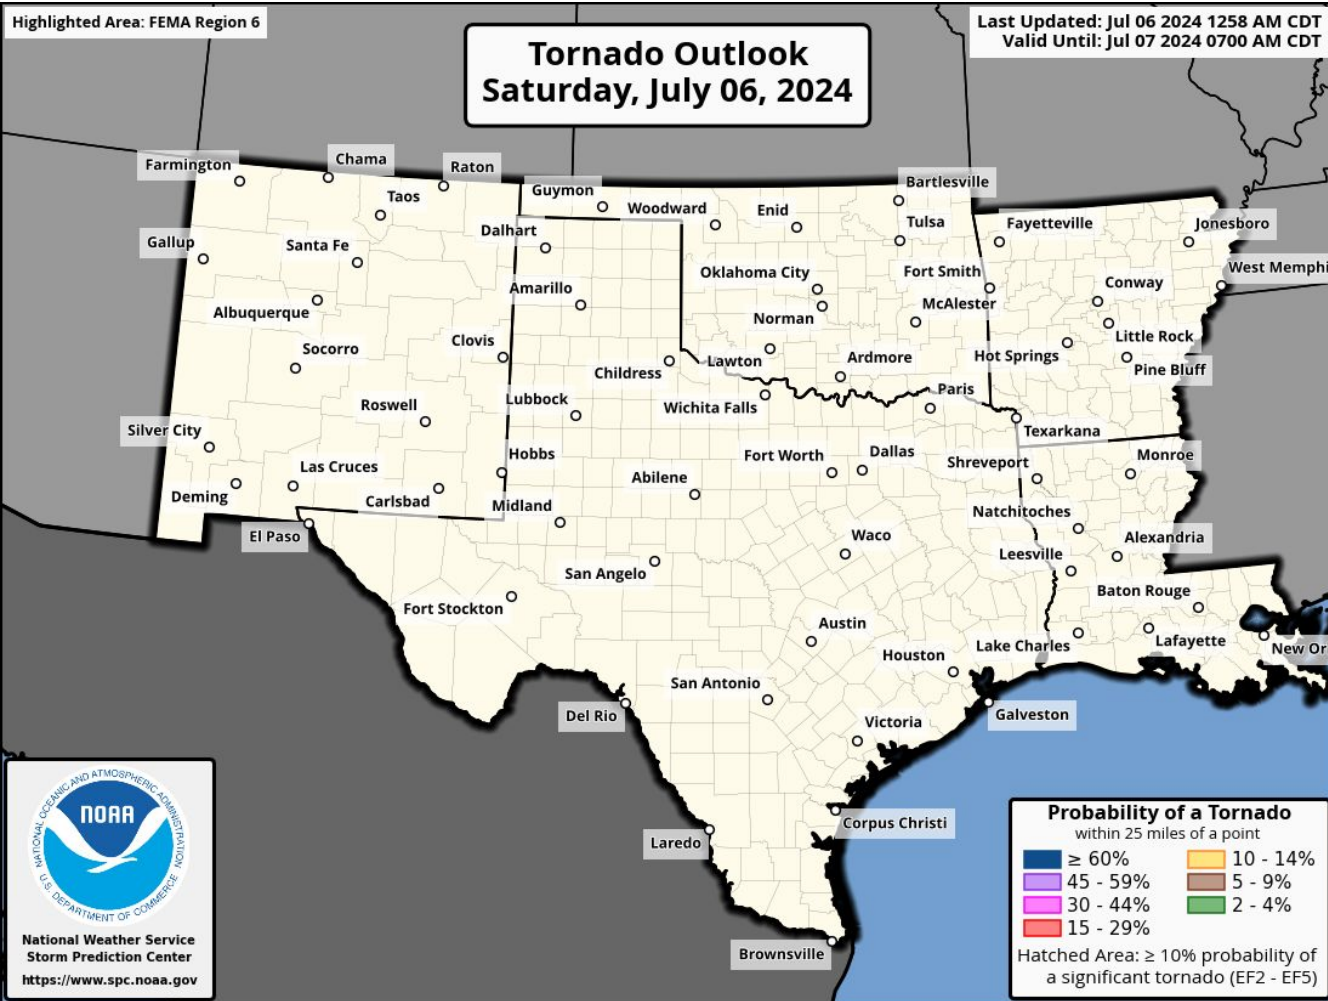 Highlighted Area: FEMA Region 6
Last Updated: Jul 06 2024 1258 AM CDT
Valid Until: Jul 07 2024 0700 AM CDT
Tornado Outlook
Saturday, July 06, 2024
Farmington
Chama
Raton
Taos
Guymon
Woodward
Enid
Bartlesville
Tulsa
Fayetteville
Jonesboro
Gallup
Santa Fe
Dalhart
Oklahoma City
Fort Smith
West Memphi
Amarillo
Conway
Albuquerque
Norman
McAlester
Socorro
Clovis
Little Rock
Childress
Lawton
Ardmore
Hot Springs
Pine Bluff
Roswell
Lubbock
Wichita Falls
Paris
Silver City
Texarkana
Las Cruces
Hobbs
Abilene
Fort Worth
Dallas
Shreveport
Monroe
Deming
Carlsbad
Midland
Natchitoches
El Paso
Waco
Alexandria
San Angelo
Leesville
Fort Stockton
Baton Rouge
Austin
Houston
Lake Charles
Lafayette
New Or
San Antonio
Del Rio
Victoria
Galveston
Corpus Christi
Laredo
Brownsville
NATIONAL OCEANIC AND ATMOSPHERIC ADMINISTRATION
NOAA
U.S. DEPARTMENT OF COMMERCE
National Weather Service
Storm Prediction Center
https://www.spc.noaa.gov
Probability of a Tornado
within 25 miles of a point
≥ 60%
45 - 59%
30 - 44%
15 - 29%
10 - 14%
5 - 9%
2 - 4%
Hatched Area: ≥ 10% probability of
a significant tornado (EF2 - EF5)